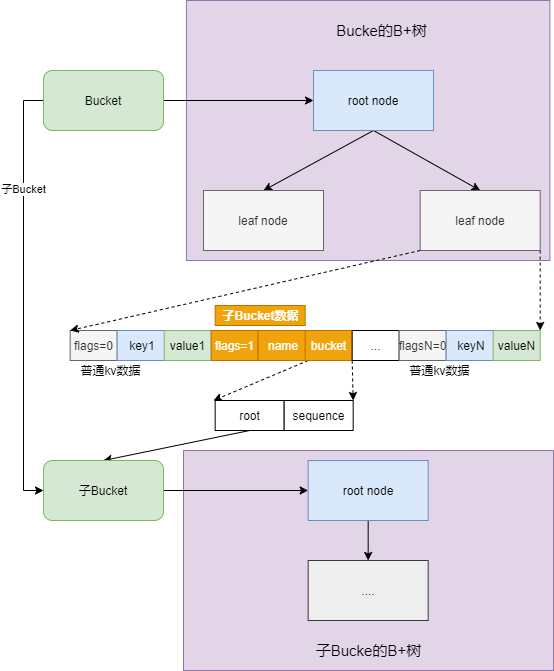 Bucke的B+树
Bucket
root node
子Bucket
leaf node
leaf node
子Bucket数据
flags=0 key1 value1 flags=1 name bucket ... flagsN=0 keyN valueN
普通kv数据 普通kv数据
root sequence
子Bucket
root node
....
子Bucke的B+树